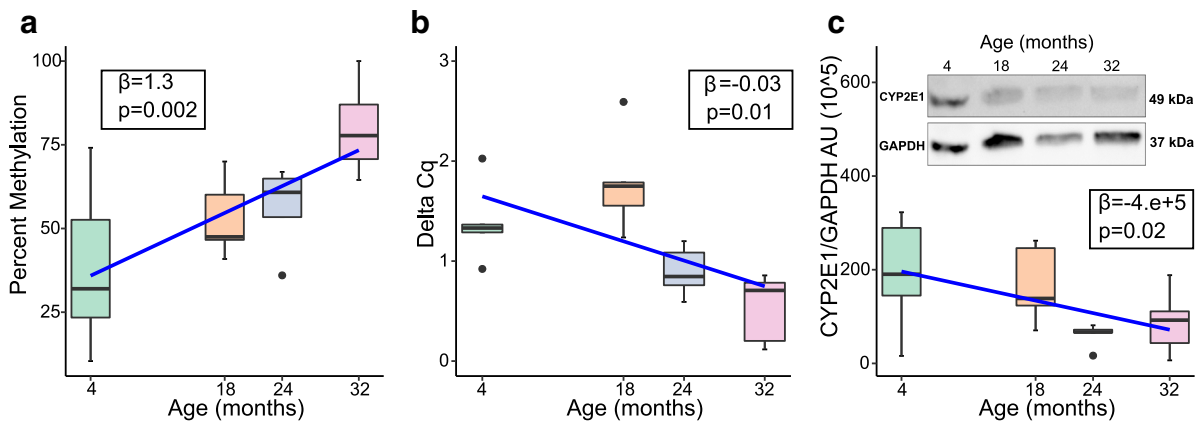 a
Percent Methylation
100
75
50
25
β=1.3
p=0.002
4 18 24 32
Age (months)
b
Delta Cq
3
2
1
0
β=-0.03
p=0.01
4 18 24 32
Age (months)
c
CYP2E1/GAPDH AU (10^5)
600
400
200
0
Age (months)
4 18 24 32
CYP2E1 49 kDa
GAPDH 37 kDa
β=-4.e+5
p=0.02
4 18 24 32
Age (months)